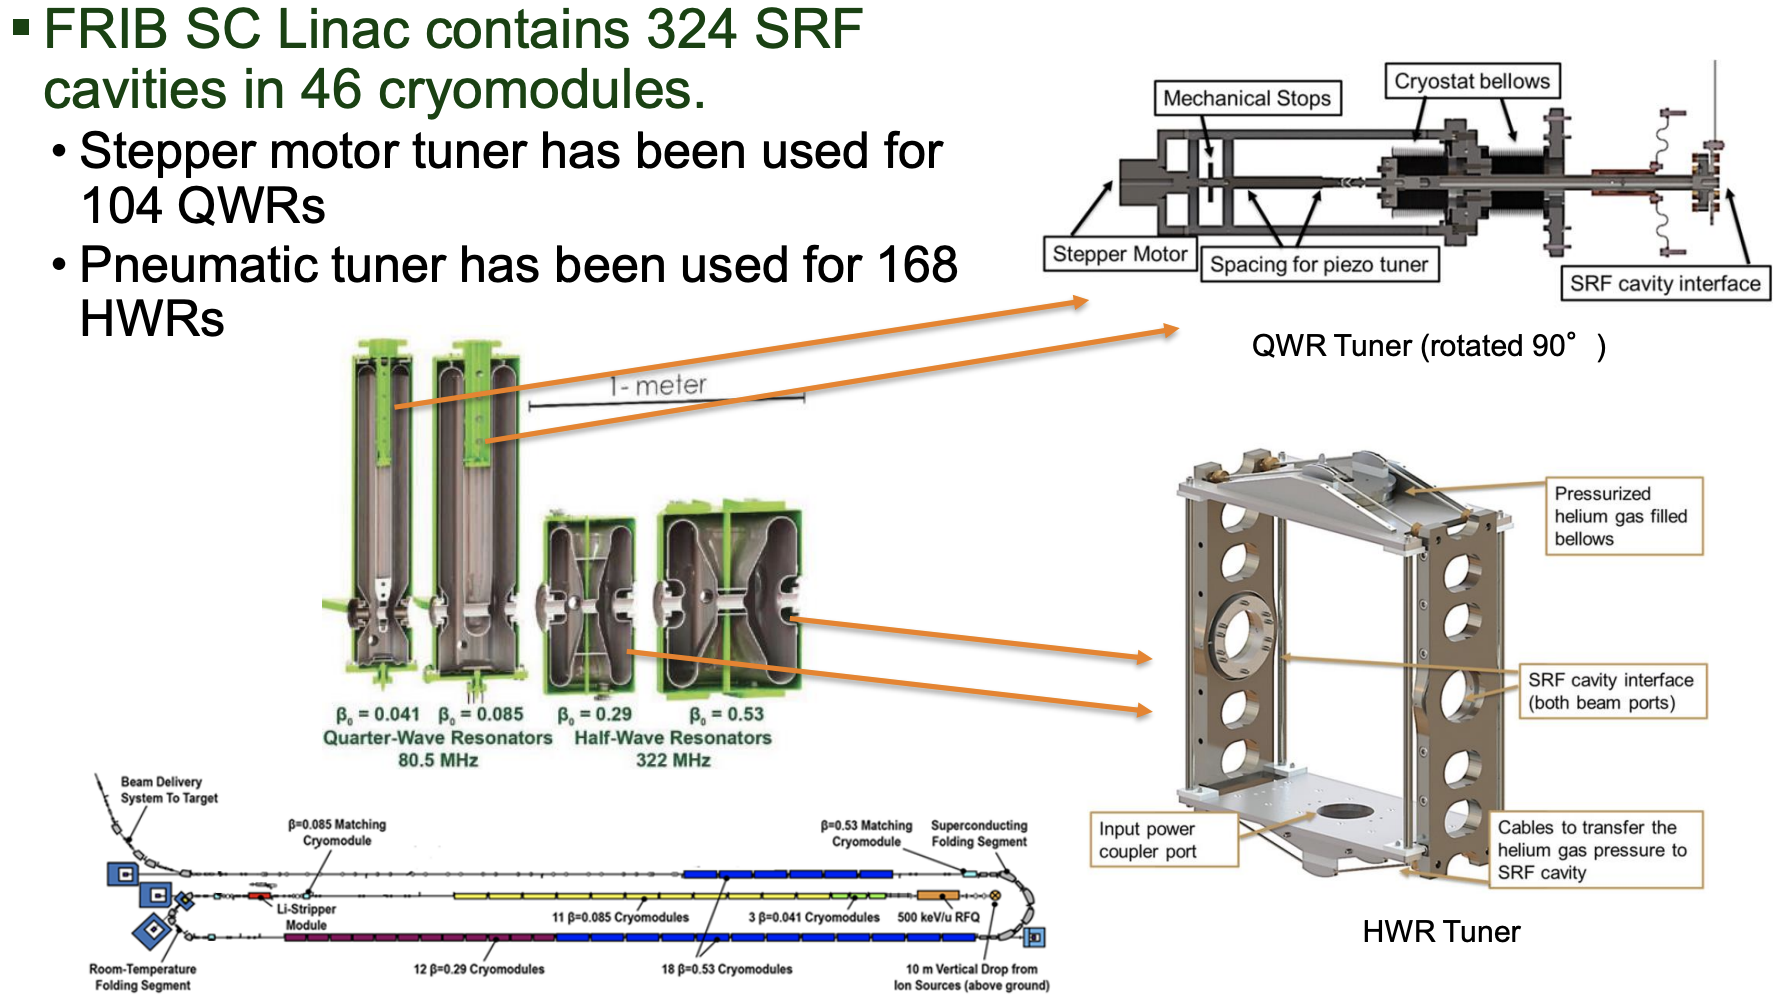 ▪ FRIB SC Linac contains 324 SRF
cavities in 46 cryomodules.
• Stepper motor tuner has been used for
104 QWRs
• Pneumatic tuner has been used for 168
HWRs
Mechanical Stops
Cryostat bellows
Stepper Motor
Spacing for piezo tuner
SRF cavity interface
QWR Tuner (rotated 90° )
1- meter
β₀ = 0.041
β₀ = 0.085
β₀ = 0.29
β₀ = 0.53
Quarter-Wave Resonators
80.5 MHz
Half-Wave Resonators
322 MHz
Pressurized
helium gas filled
bellows
SRF cavity interface
(both beam ports)
Input power
coupler port
Cables to transfer the
helium gas pressure to
SRF cavity
HWR Tuner
Beam Delivery
System To Target
β=0.085 Matching
Cryomodule
β=0.53 Matching
Cryomodule
Superconducting
Folding Segment
Li-Stripper
Module
11 β=0.085 Cryomodules
3 β=0.041 Cryomodules
500 keV/u RFQ
Room-Temperature
Folding Segment
12 β=0.29 Cryomodules
18 β=0.53 Cryomodules
10 m Vertical Drop from
Ion Sources (above ground)